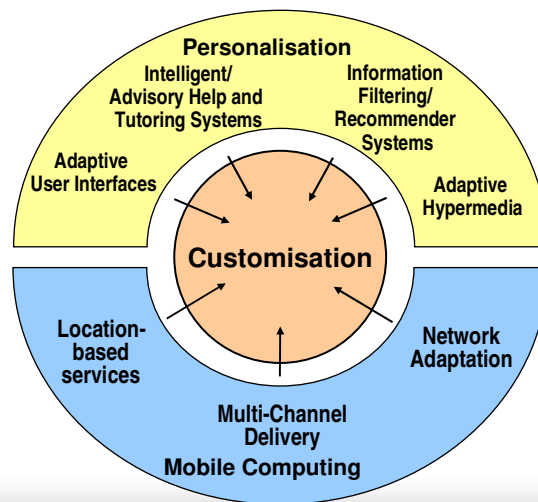 Personalisation
Intelligent/
Advisory Help and
Tutoring Systems
Information
Filtering/
Recommender
Systems
Adaptive
User Interfaces
Adaptive
Hypermedia
Customisation
Location-
based
services
Network
Adaptation
Multi-Channel
Delivery
Mobile Computing